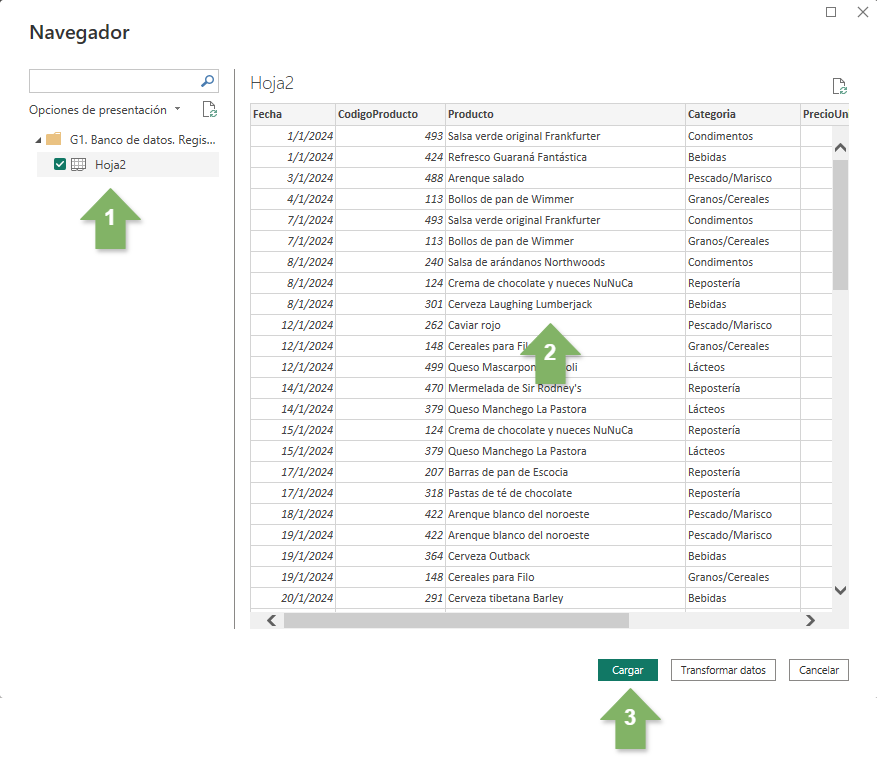 Navegador
Opciones de presentación
G1. Banco de datos. Regis...
Hoja2
1
Hoja2
Fecha CodigoProducto Producto Categoria PrecioUn
1/1/2024 493 Salsa verde original Frankfurter Condimentos
1/1/2024 424 Refresco Guaraná Fantástica Bebidas
3/1/2024 488 Arenque salado Pescado/Marisco
4/1/2024 113 Bollos de pan de Wimmer Granos/Cereales
7/1/2024 493 Salsa verde original Frankfurter Condimentos
7/1/2024 113 Bollos de pan de Wimmer Granos/Cereales
8/1/2024 240 Salsa de arándanos Northwoods Condimentos
8/1/2024 124 Crema de chocolate y nueces NuNuCa Repostería
8/1/2024 301 Cerveza Laughing Lumberjack Bebidas
12/1/2024 262 Caviar rojo Pescado/Marisco
12/1/2024 148 Cereales para Fil Granos/Cereales
2
12/1/2024 499 Queso Mascarpon oli Lácteos
14/1/2024 470 Mermelada de Sir Rodney's Repostería
14/1/2024 379 Queso Manchego La Pastora Lácteos
15/1/2024 124 Crema de chocolate y nueces NuNuCa Repostería
15/1/2024 379 Queso Manchego La Pastora Lácteos
17/1/2024 207 Barras de pan de Escocia Repostería
17/1/2024 318 Pastas de té de chocolate Repostería
18/1/2024 422 Arenque blanco del noroeste Pescado/Marisco
19/1/2024 422 Arenque blanco del noroeste Pescado/Marisco
19/1/2024 364 Cerveza Outback Bebidas
19/1/2024 148 Cereales para Filo Granos/Cereales
20/1/2024 291 Cerveza tibetana Barley Bebidas
Cargar Transformar datos Cancelar
3